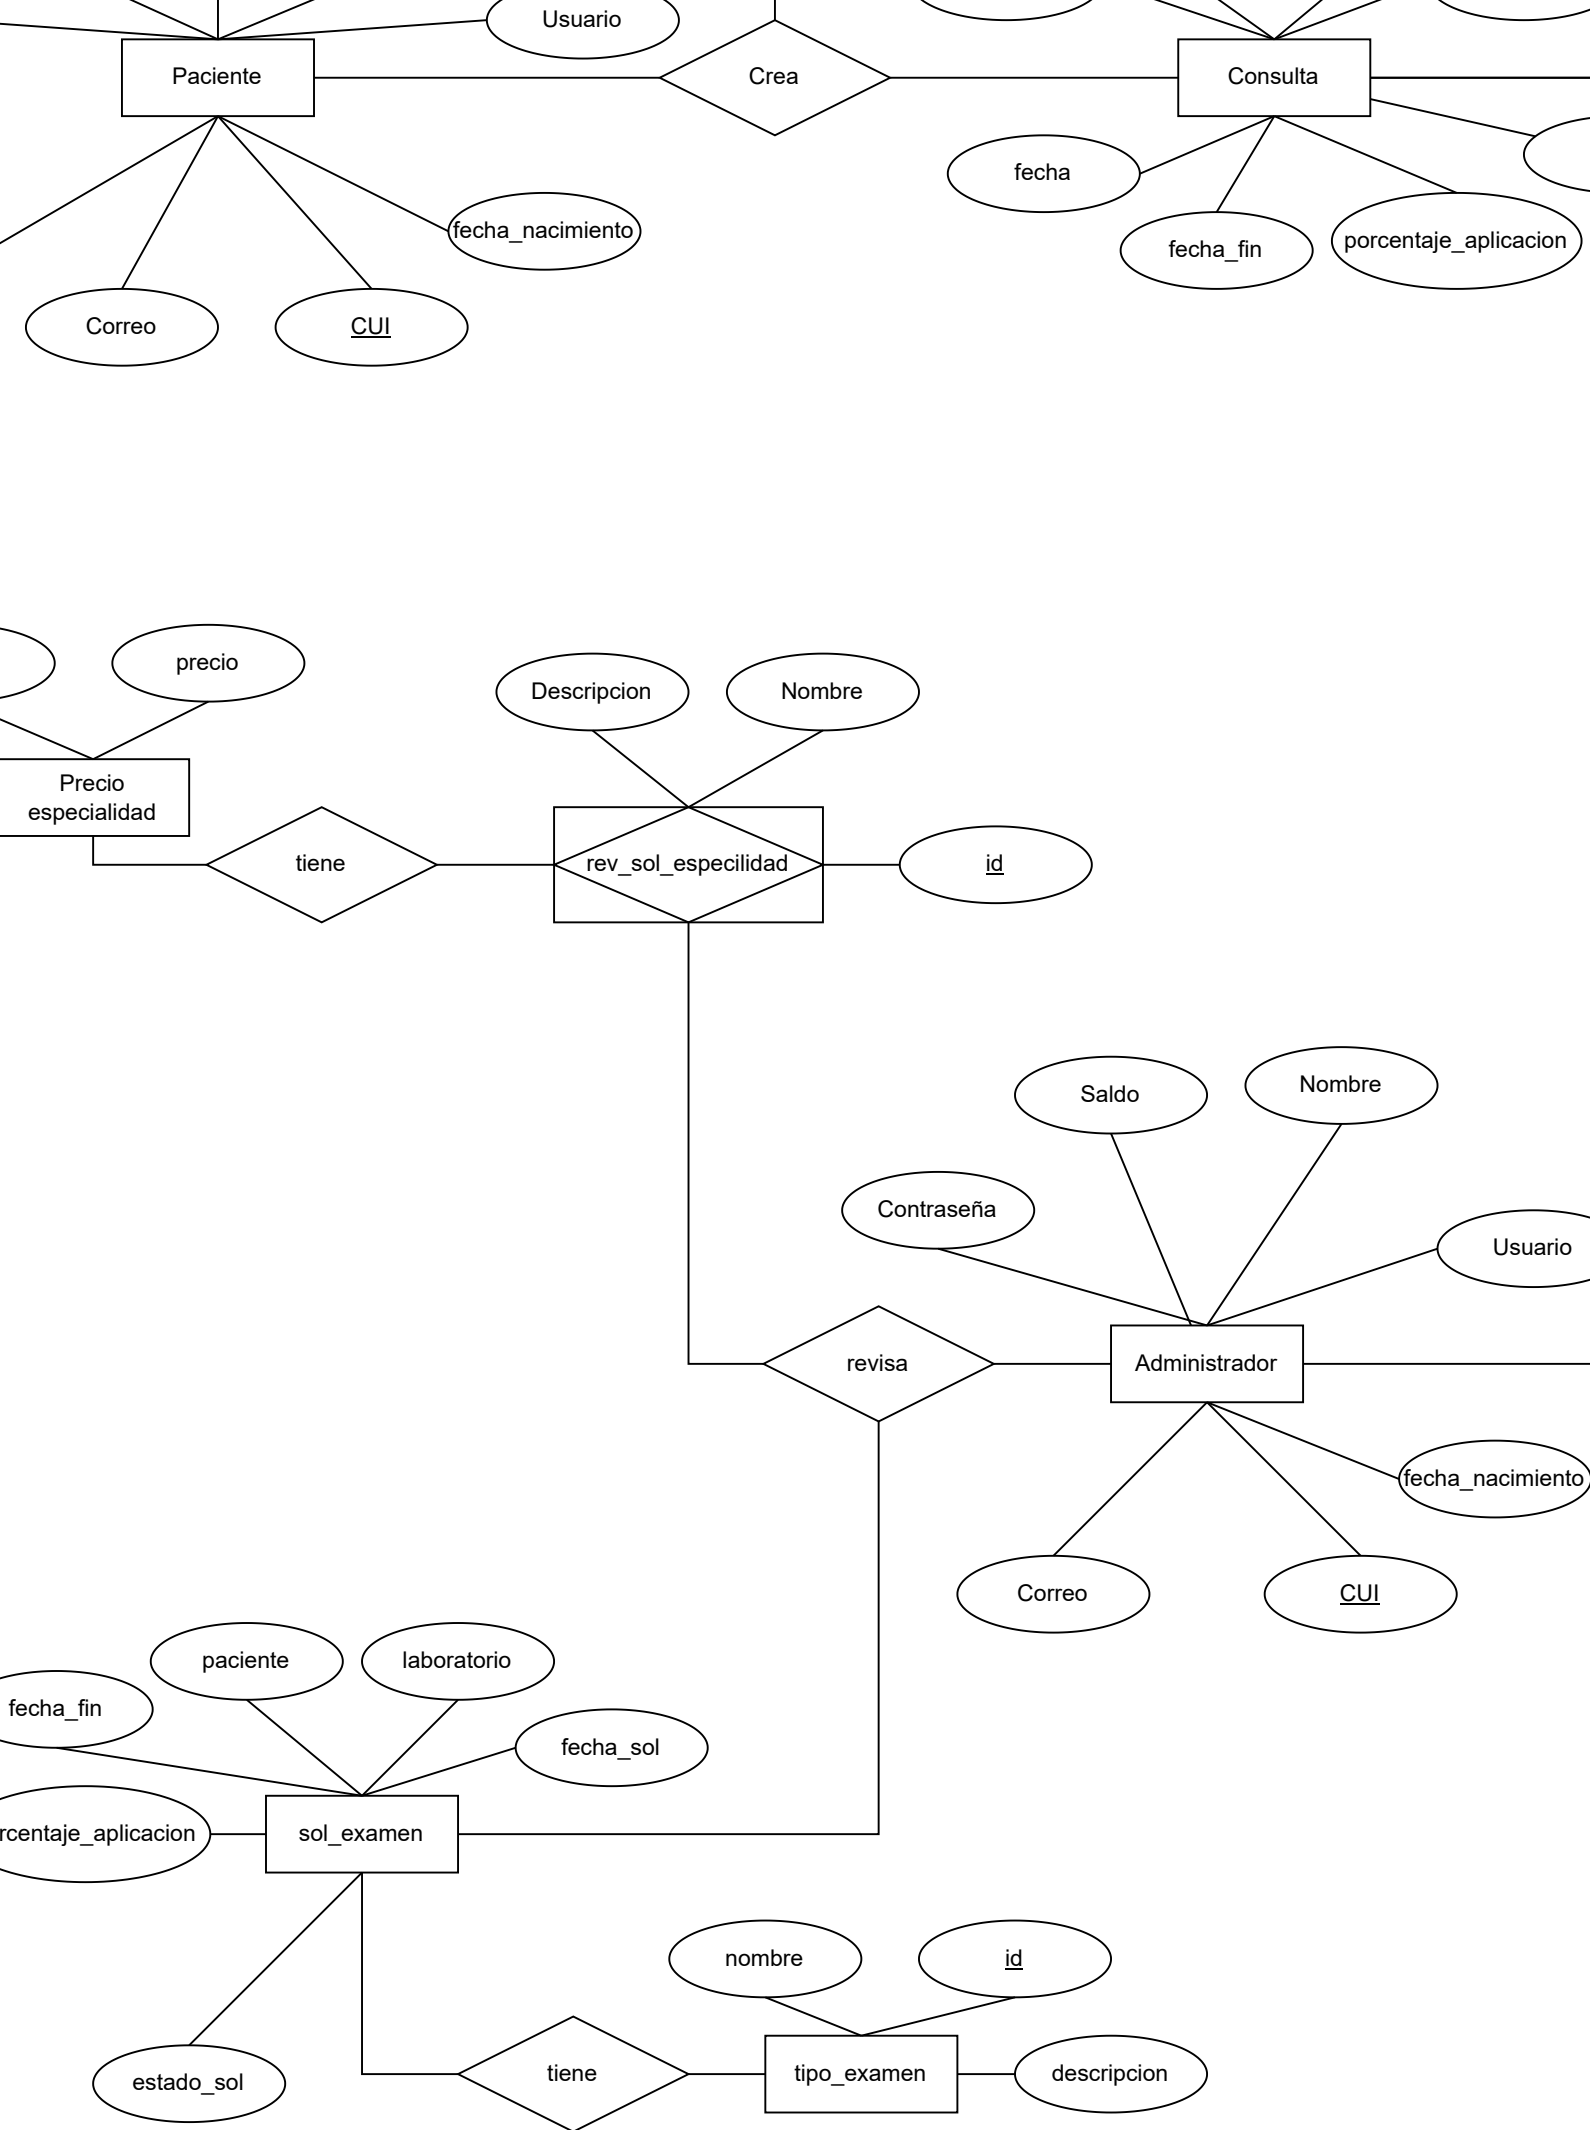 Usuario
Paciente
Crea
Consulta
fecha
fecha_nacimiento
fecha_fin
porcentaje_aplicacion
Correo
CUI
precio
Descripcion
Nombre
Precio
especialidad
tiene
rev_sol_especilidad
id
Saldo
Nombre
Contraseña
Usuario
revisa
Administrador
fecha_nacimiento
Correo
CUI
paciente
laboratorio
fecha_fin
fecha_sol
rcentaje_aplicacion
sol_examen
nombre
id
estado_sol
tiene
tipo_examen
descripcion